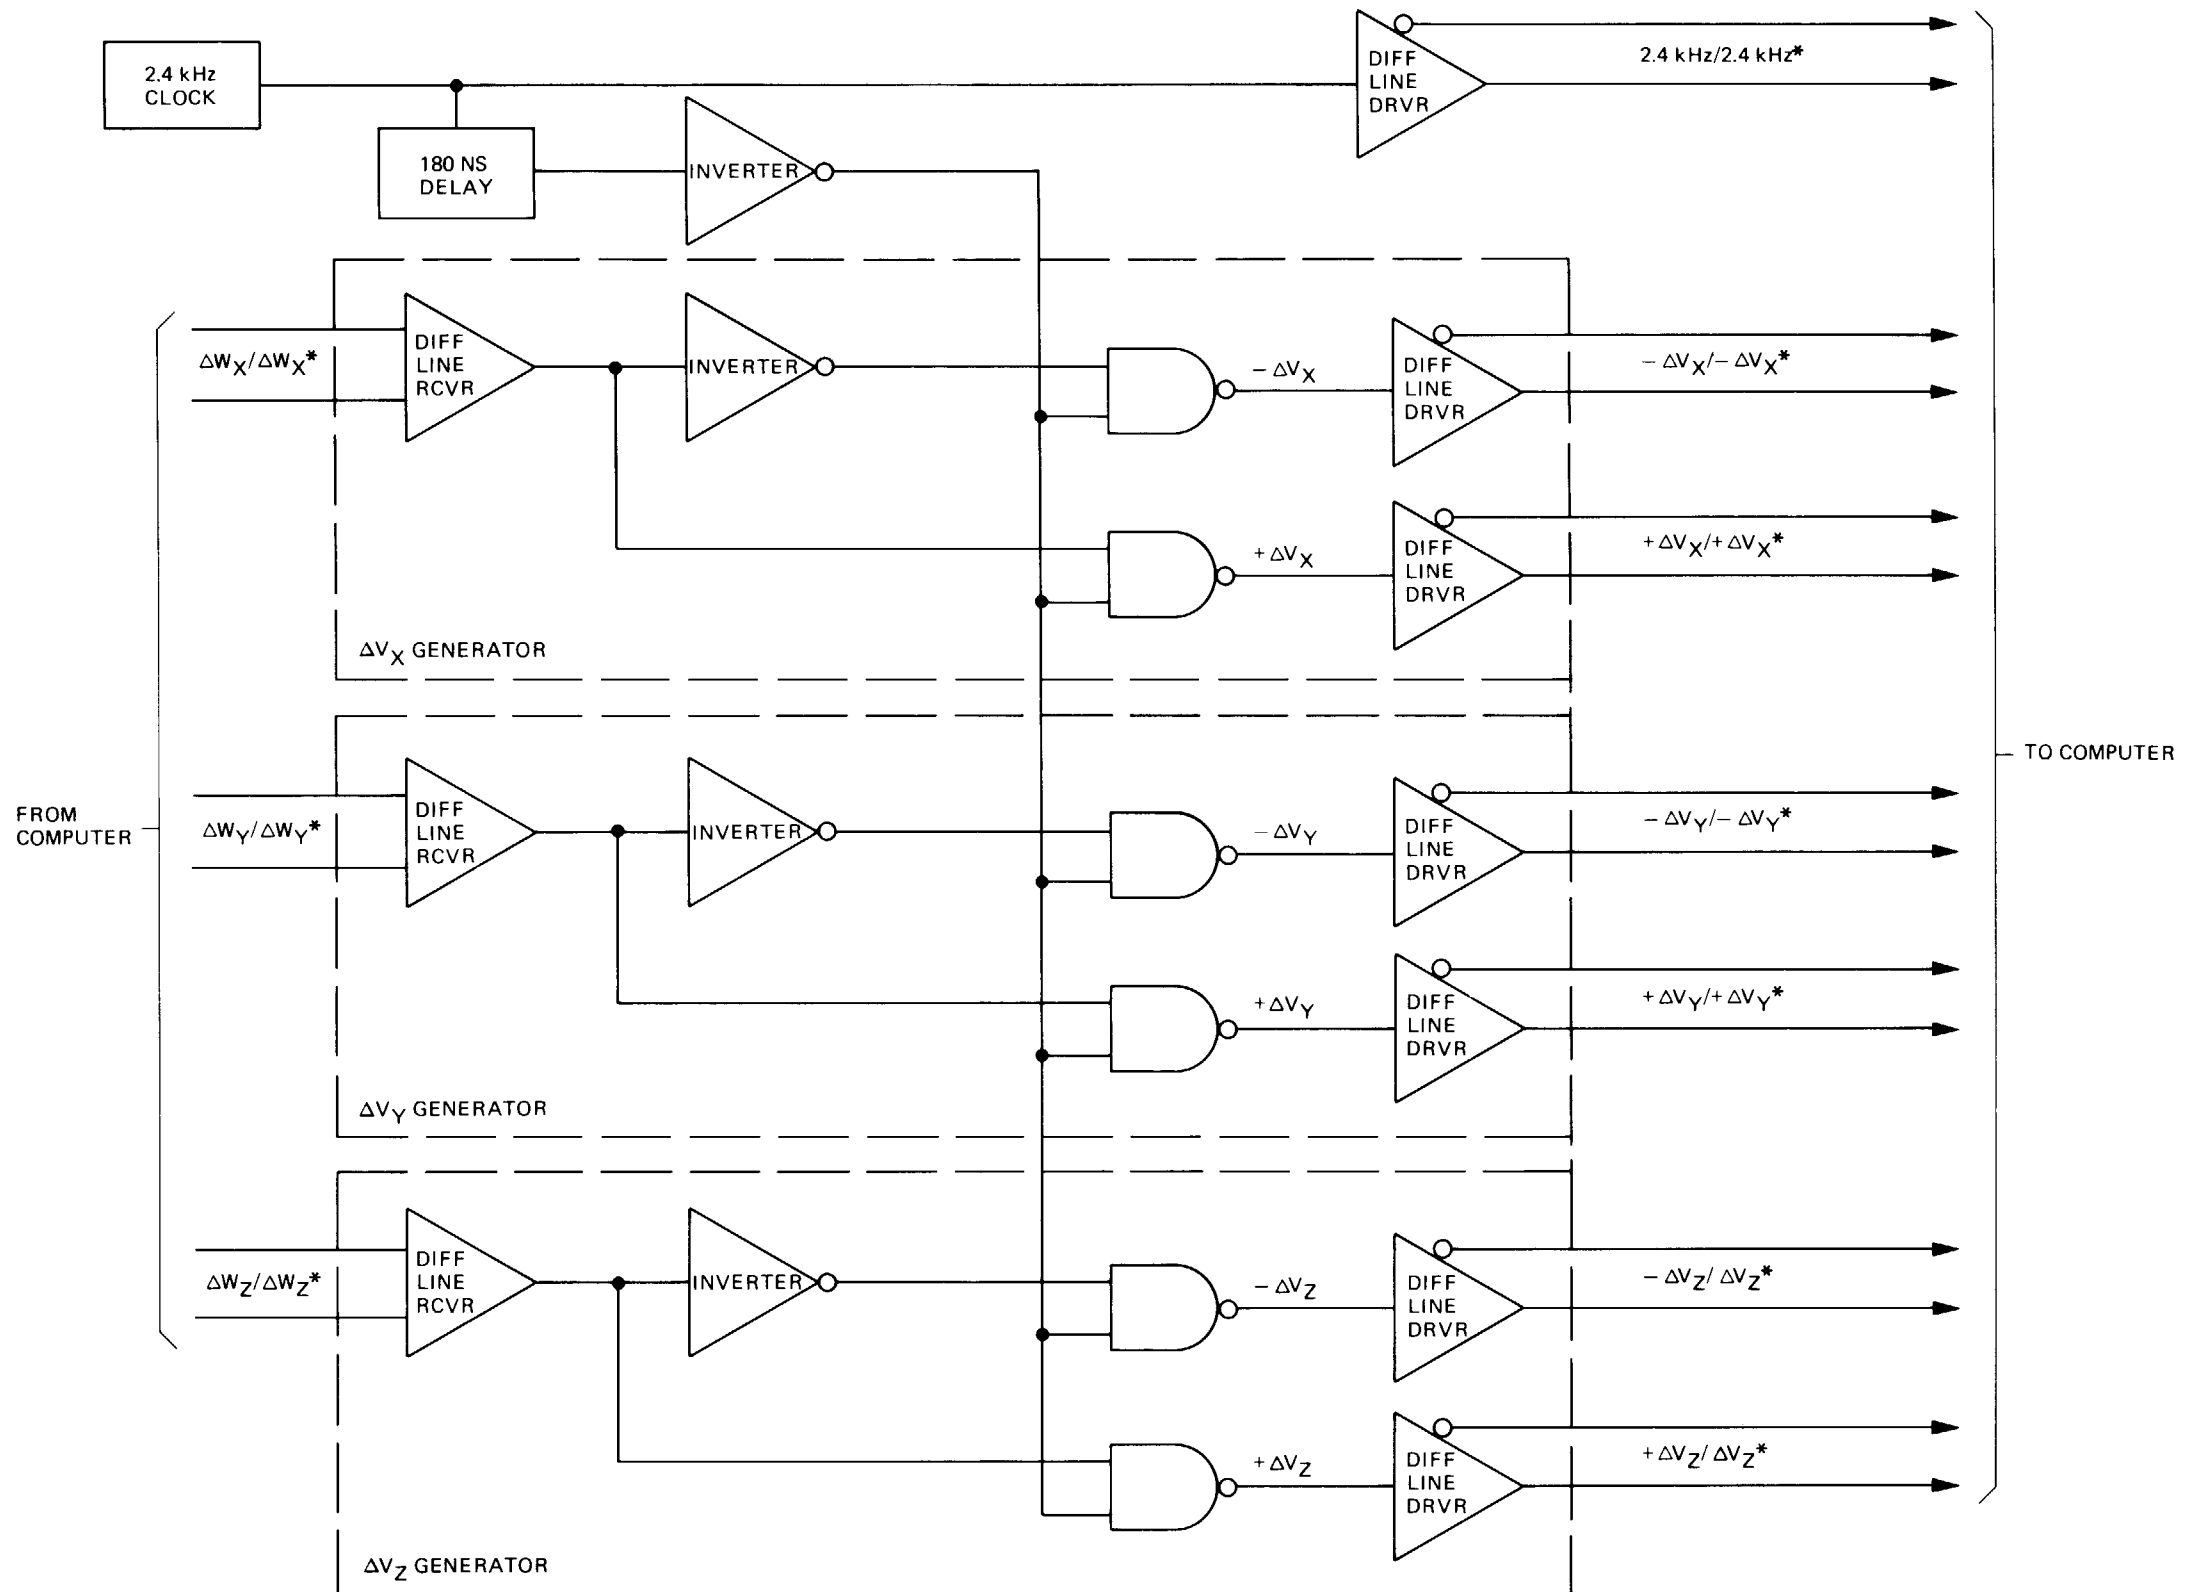 2.4 kHz
CLOCK
180 NS
DELAY
INVERTER
DIFF
LINE
DRVR
2.4 kHz/2.4 kHz*
FROM
COMPUTER
TO COMPUTER
ΔWX/ΔWX*
DIFF
LINE
RCVR
INVERTER
- ΔVX
DIFF
LINE
DRVR
- ΔVX/- ΔVX*
+ ΔVX
DIFF
LINE
DRVR
+ ΔVX/+ ΔVX*
ΔVX GENERATOR
ΔWY/ΔWY*
DIFF
LINE
RCVR
INVERTER
- ΔVY
DIFF
LINE
DRVR
- ΔVY/- ΔVY*
+ ΔVY
DIFF
LINE
DRVR
+ ΔVY/+ ΔVY*
ΔVY GENERATOR
ΔWZ/ΔWZ*
DIFF
LINE
RCVR
INVERTER
- ΔVZ
DIFF
LINE
DRVR
- ΔVZ/ ΔVZ*
+ ΔVZ
DIFF
LINE
DRVR
+ ΔVZ/ ΔVZ*
ΔVZ GENERATOR